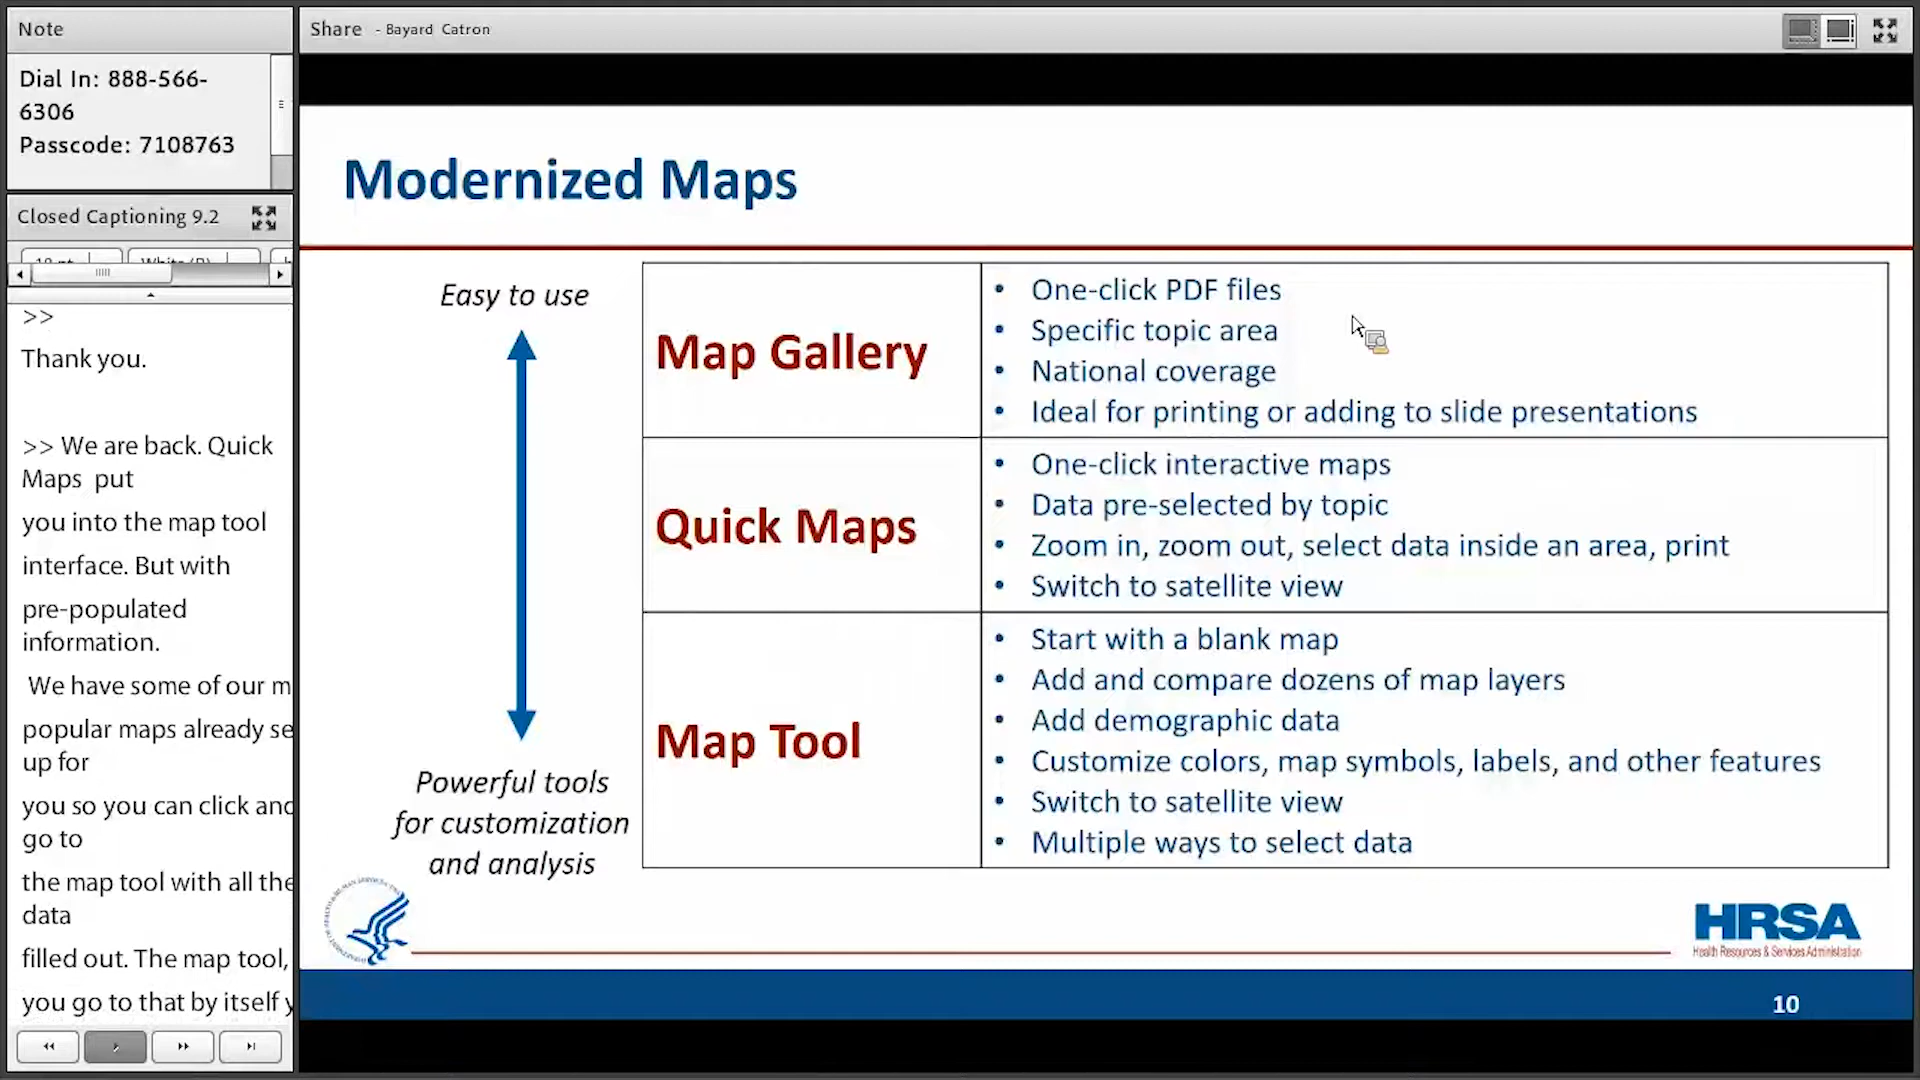 Note
Share - Bayard Catron
Dial In: 888-566-
6306
Passcode: 7108763
Closed Captioning 9.2
>>
Thank you.
>> We are back. Quick
Maps put
you into the map tool
interface. But with
pre-populated
information.
We have some of our m
popular maps already se
up for
you so you can click and
go to
the map tool with all the
data
filled out. The map tool,
you go to that by itself y
Modernized Maps
Easy to use
Powerful tools
for customization
and analysis
Map Gallery
• One-click PDF files
• Specific topic area
• National coverage
• Ideal for printing or adding to slide presentations
Quick Maps
• One-click interactive maps
• Data pre-selected by topic
• Zoom in, zoom out, select data inside an area, print
• Switch to satellite view
Map Tool
• Start with a blank map
• Add and compare dozens of map layers
• Add demographic data
• Customize colors, map symbols, labels, and other features
• Switch to satellite view
• Multiple ways to select data
HRSA
Health Resources & Services Administration
10